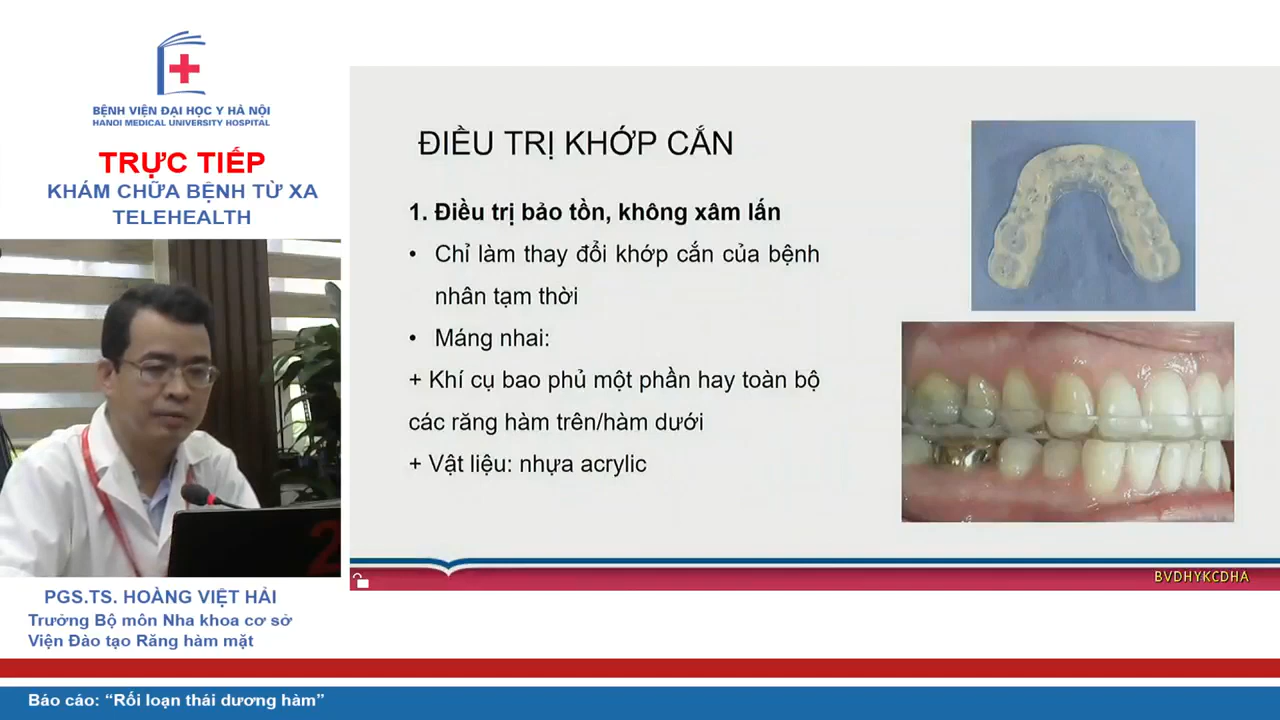 BỆNH VIỆN ĐẠI HỌC Y HÀ NỘI
HANOI MEDICAL UNIVERSITY HOSPITAL
TRỰC TIẾP
KHÁM CHỮA BỆNH TỪ XA
TELEHEALTH
ĐIỀU TRỊ KHỚP CẮN
1. Điều trị bảo tồn, không xâm lấn
• Chỉ làm thay đổi khớp cắn của bệnh
nhân tạm thời
• Máng nhai:
+ Khí cụ bao phủ một phần hay toàn bộ
các răng hàm trên/hàm dưới
+ Vật liệu: nhựa acrylic
BVDHYKCDHA
2
PGS.TS. HOÀNG VIỆT HẢI
Trưởng Bộ môn Nha khoa cơ sở
Viện Đào tạo Răng hàm mặt
Báo cáo: “Rối loạn thái dương hàm”